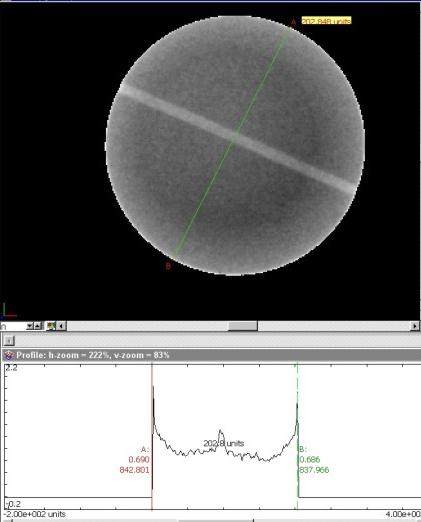 A 202.848 units
B
n
Profile: h-zoom = 222%, v-zoom = 83%
2.2
202.8 units
A: B:
0.690 0.686
842.801 837.966
-0.2
-2.00e+002 units 4.00e+00